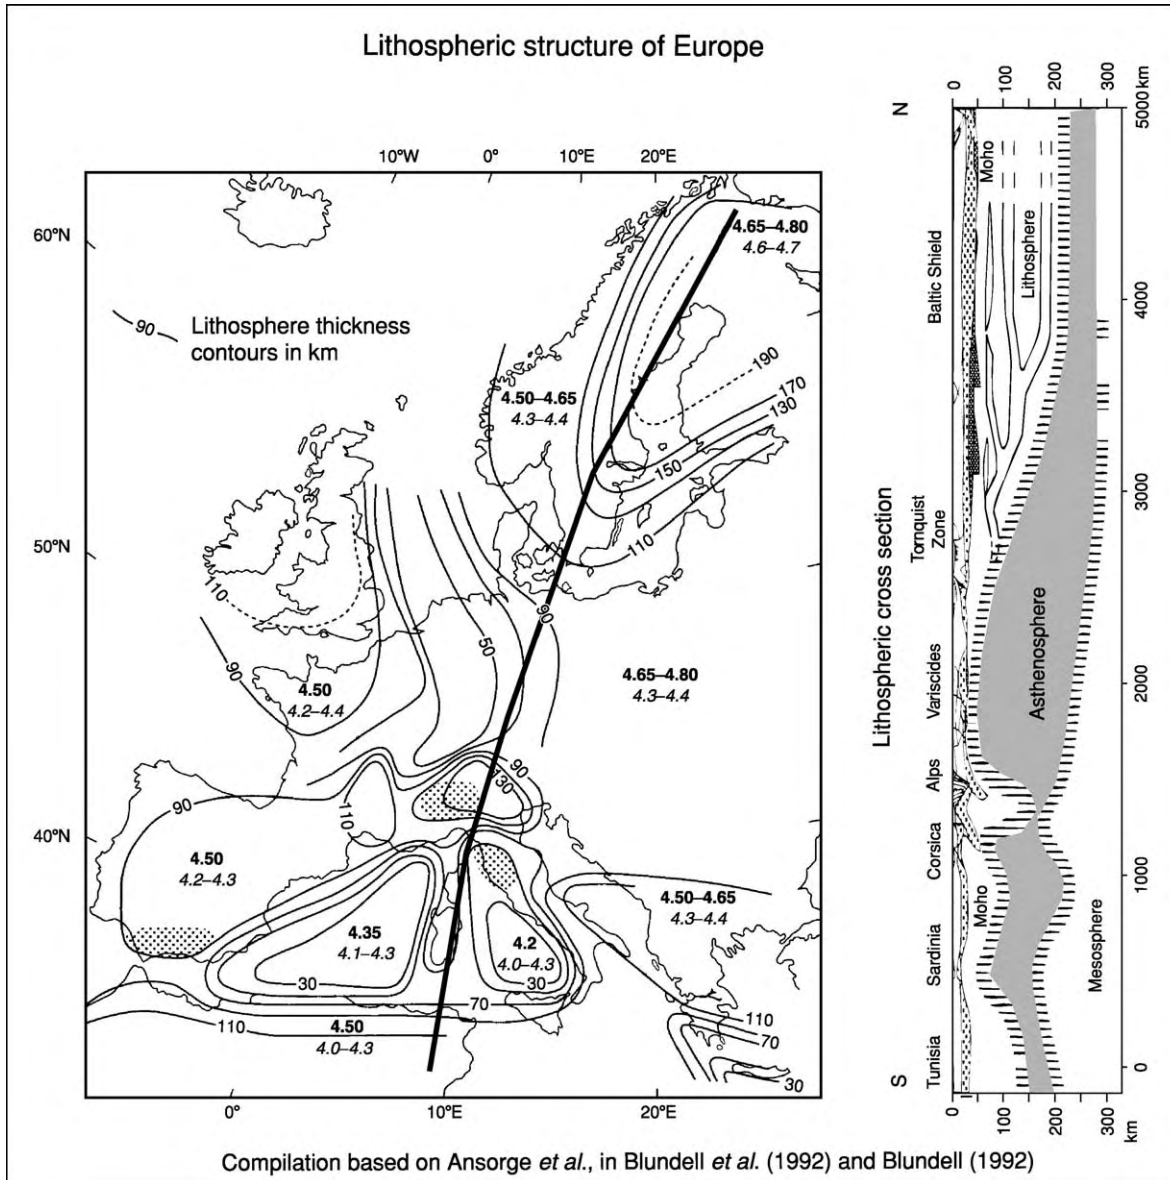 Lithospheric structure of Europe
10°W 0° 10°E 20°E
60°N
50°N
40°N
0° 10°E 20°E
90
Lithosphere thickness
contours in km
4.65–4.80
4.6–4.7
4.50–4.65
4.3–4.4
190
170
130
150
110
110
90
50
90
4.50
4.2–4.4
4.65–4.80
4.3–4.4
90
130
90
110
4.50
4.2–4.3
4.35
4.1–4.3
4.2
4.0–4.3
4.50–4.65
4.3–4.4
30
30
70
110
4.50
4.0–4.3
110
70
30
Lithospheric cross section
S
N
Tunisia
Sardinia
Corsica
Alps
Variscides
Tornquist
Zone
Baltic Shield
0 100 200 300
0 100 200 300
km
Moho
Moho
Lithosphere
Asthenosphere
Mesosphere
0 1000 2000 3000 4000 5000 km
Compilation based on Ansorge et al., in Blundell et al. (1992) and Blundell (1992)